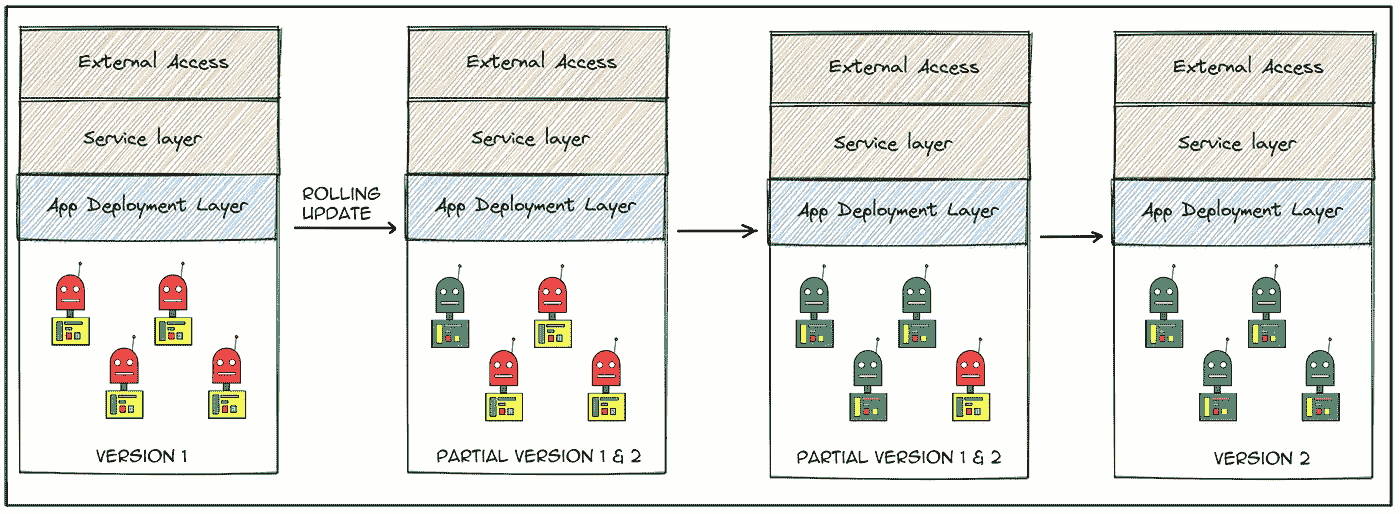 External Access
Service layer
App Deployment Layer
VERSION 1
ROLLING
UPDATE
External Access
Service layer
App Deployment Layer
PARTIAL VERSION 1 & 2
External Access
Service layer
App Deployment Layer
PARTIAL VERSION 1 & 2
External Access
Service layer
App Deployment Layer
VERSION 2